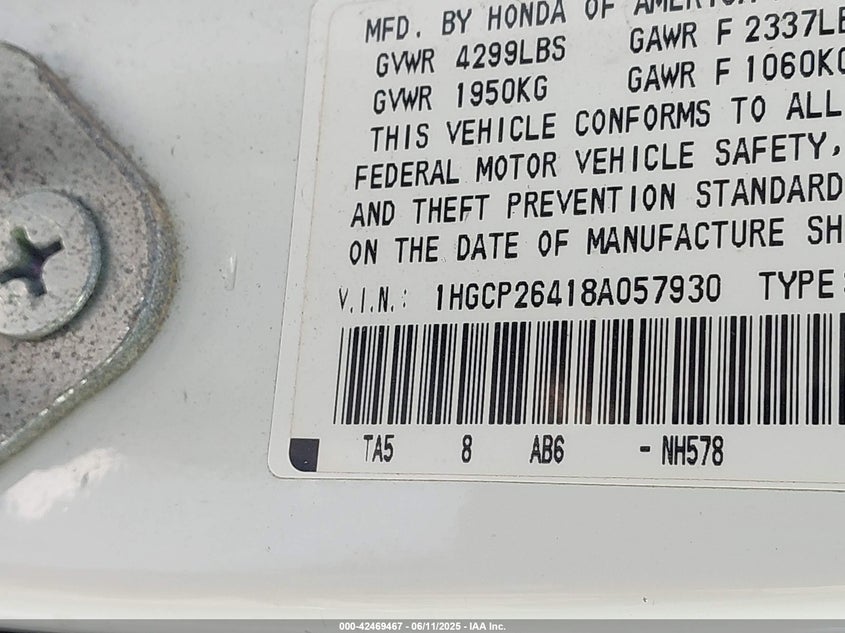 MFD. BY HONDA OF AMERICA
GVWR 4299LBS GAWR F 2337LB
GVWR 1950KG GAWR F 1060KG
THIS VEHICLE CONFORMS TO ALL
FEDERAL MOTOR VEHICLE SAFETY,
AND THEFT PREVENTION STANDARD
ON THE DATE OF MANUFACTURE SH
V.I.N.: 1HGCP26418A057930 TYPE
TA5 8 AB6 -NH578
000-42469467 - 06/11/2025 - IAA Inc.